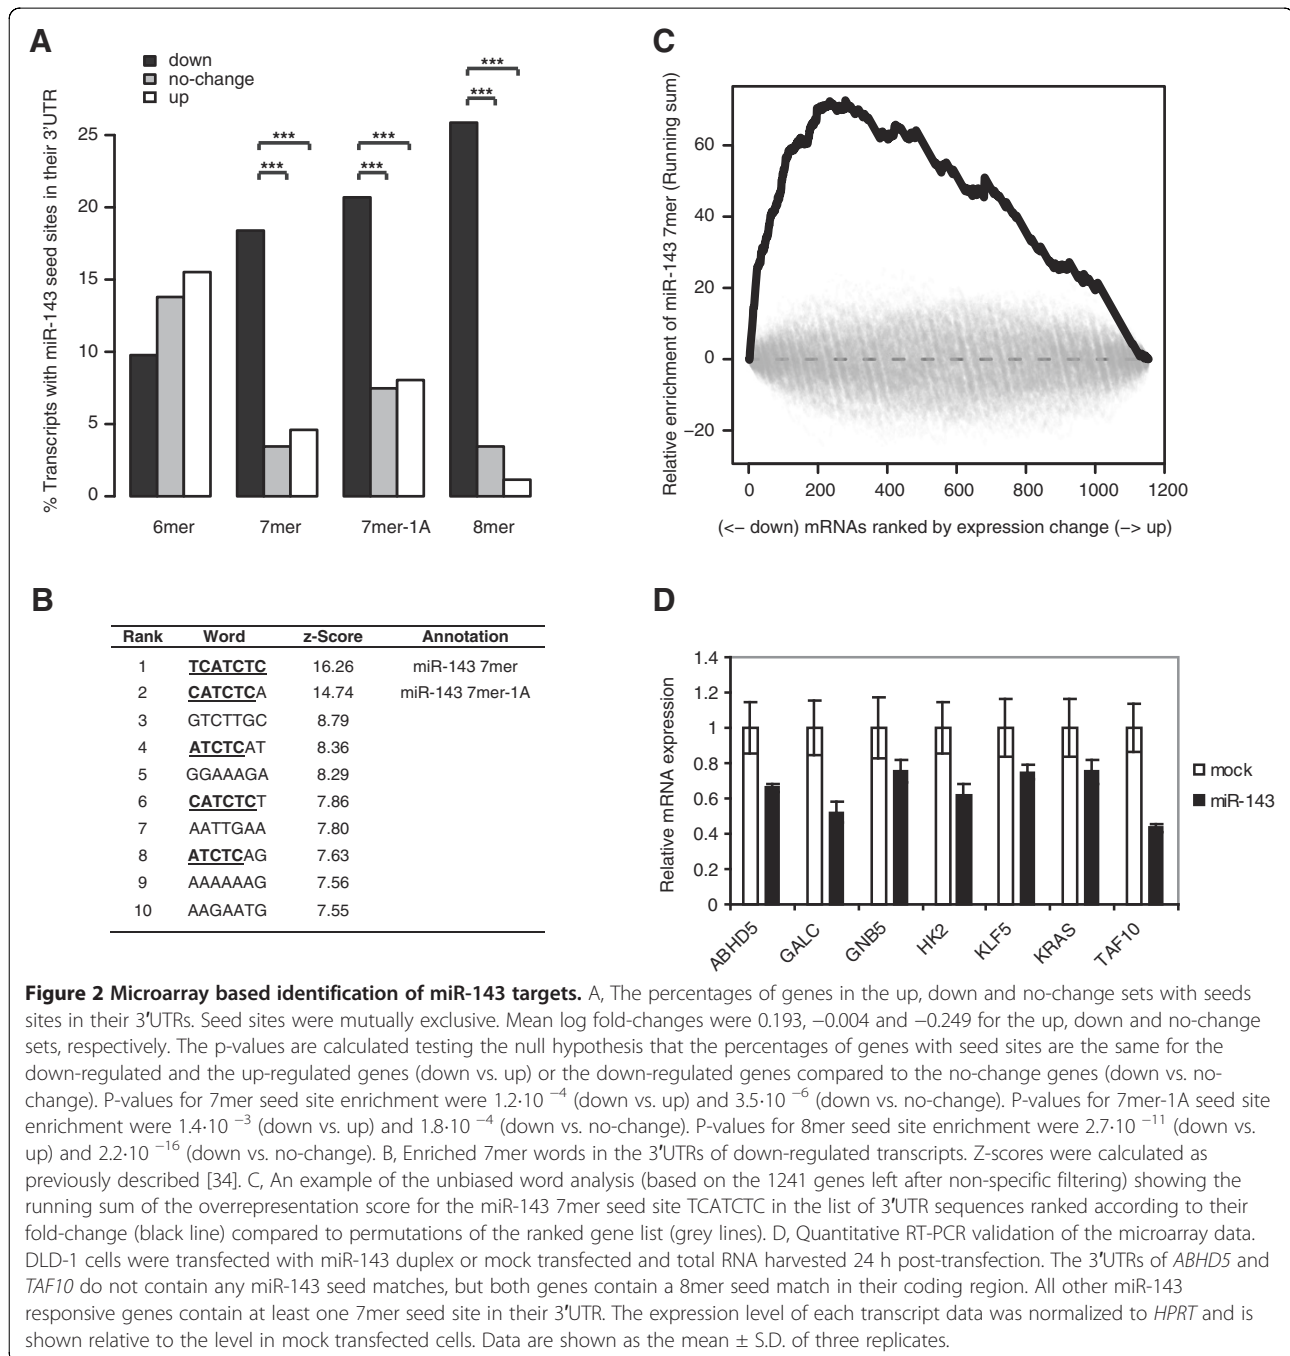 A
down
no-change
up
% Transcripts with miR-143 seed sites in their 3'UTR
25
20
15
10
5
0
***
***
***
***
***
***
6mer
7mer
7mer-1A
8mer
C
Relative enrichment of miR-143 7mer (Running sum)
60
40
20
0
−20
0
200
400
600
800
1000
1200
(<− down) mRNAs ranked by expression change (−> up)
B
Rank Word z-Score Annotation
1 TCATCTC 16.26 miR-143 7mer
2 CATCTCA 14.74 miR-143 7mer-1A
3 GTCTTGC 8.79
4 ATCTCAT 8.36
5 GGAAAGA 8.29
6 CATCTCT 7.86
7 AATTGAA 7.80
8 ATCTCAG 7.63
9 AAAAAAG 7.56
10 AAGAATG 7.55
D
Relative mRNA expression
1.4
1.2
1
0.8
0.6
0.4
0.2
0
ABHD5
GALC
GNB5
HK2
KLF5
KRAS
TAF10
mock
miR-143
Figure 2 Microarray based identification of miR-143 targets. A, The percentages of genes in the up, down and no-change sets with seeds
sites in their 3′UTRs. Seed sites were mutually exclusive. Mean log fold-changes were 0.193, −0.004 and −0.249 for the up, down and no-change
sets, respectively. The p-values are calculated testing the null hypothesis that the percentages of genes with seed sites are the same for the
down-regulated and the up-regulated genes (down vs. up) or the down-regulated genes compared to the no-change genes (down vs. no-
change). P-values for 7mer seed site enrichment were 1.2·10 −4 (down vs. up) and 3.5·10 −6 (down vs. no-change). P-values for 7mer-1A seed site
enrichment were 1.4·10 −3 (down vs. up) and 1.8·10 −4 (down vs. no-change). P-values for 8mer seed site enrichment were 2.7·10 −11 (down vs.
up) and 2.2·10 −16 (down vs. no-change). B, Enriched 7mer words in the 3′UTRs of down-regulated transcripts. Z-scores were calculated as
previously described [34]. C, An example of the unbiased word analysis (based on the 1241 genes left after non-specific filtering) showing the
running sum of the overrepresentation score for the miR-143 7mer seed site TCATCTC in the list of 3′UTR sequences ranked according to their
fold-change (black line) compared to permutations of the ranked gene list (grey lines). D, Quantitative RT-PCR validation of the microarray data.
DLD-1 cells were transfected with miR-143 duplex or mock transfected and total RNA harvested 24 h post-transfection. The 3′UTRs of ABHD5 and
TAF10 do not contain any miR-143 seed matches, but both genes contain a 8mer seed match in their coding region. All other miR-143
responsive genes contain at least one 7mer seed site in their 3′UTR. The expression level of each transcript data was normalized to HPRT and is
shown relative to the level in mock transfected cells. Data are shown as the mean ± S.D. of three replicates.